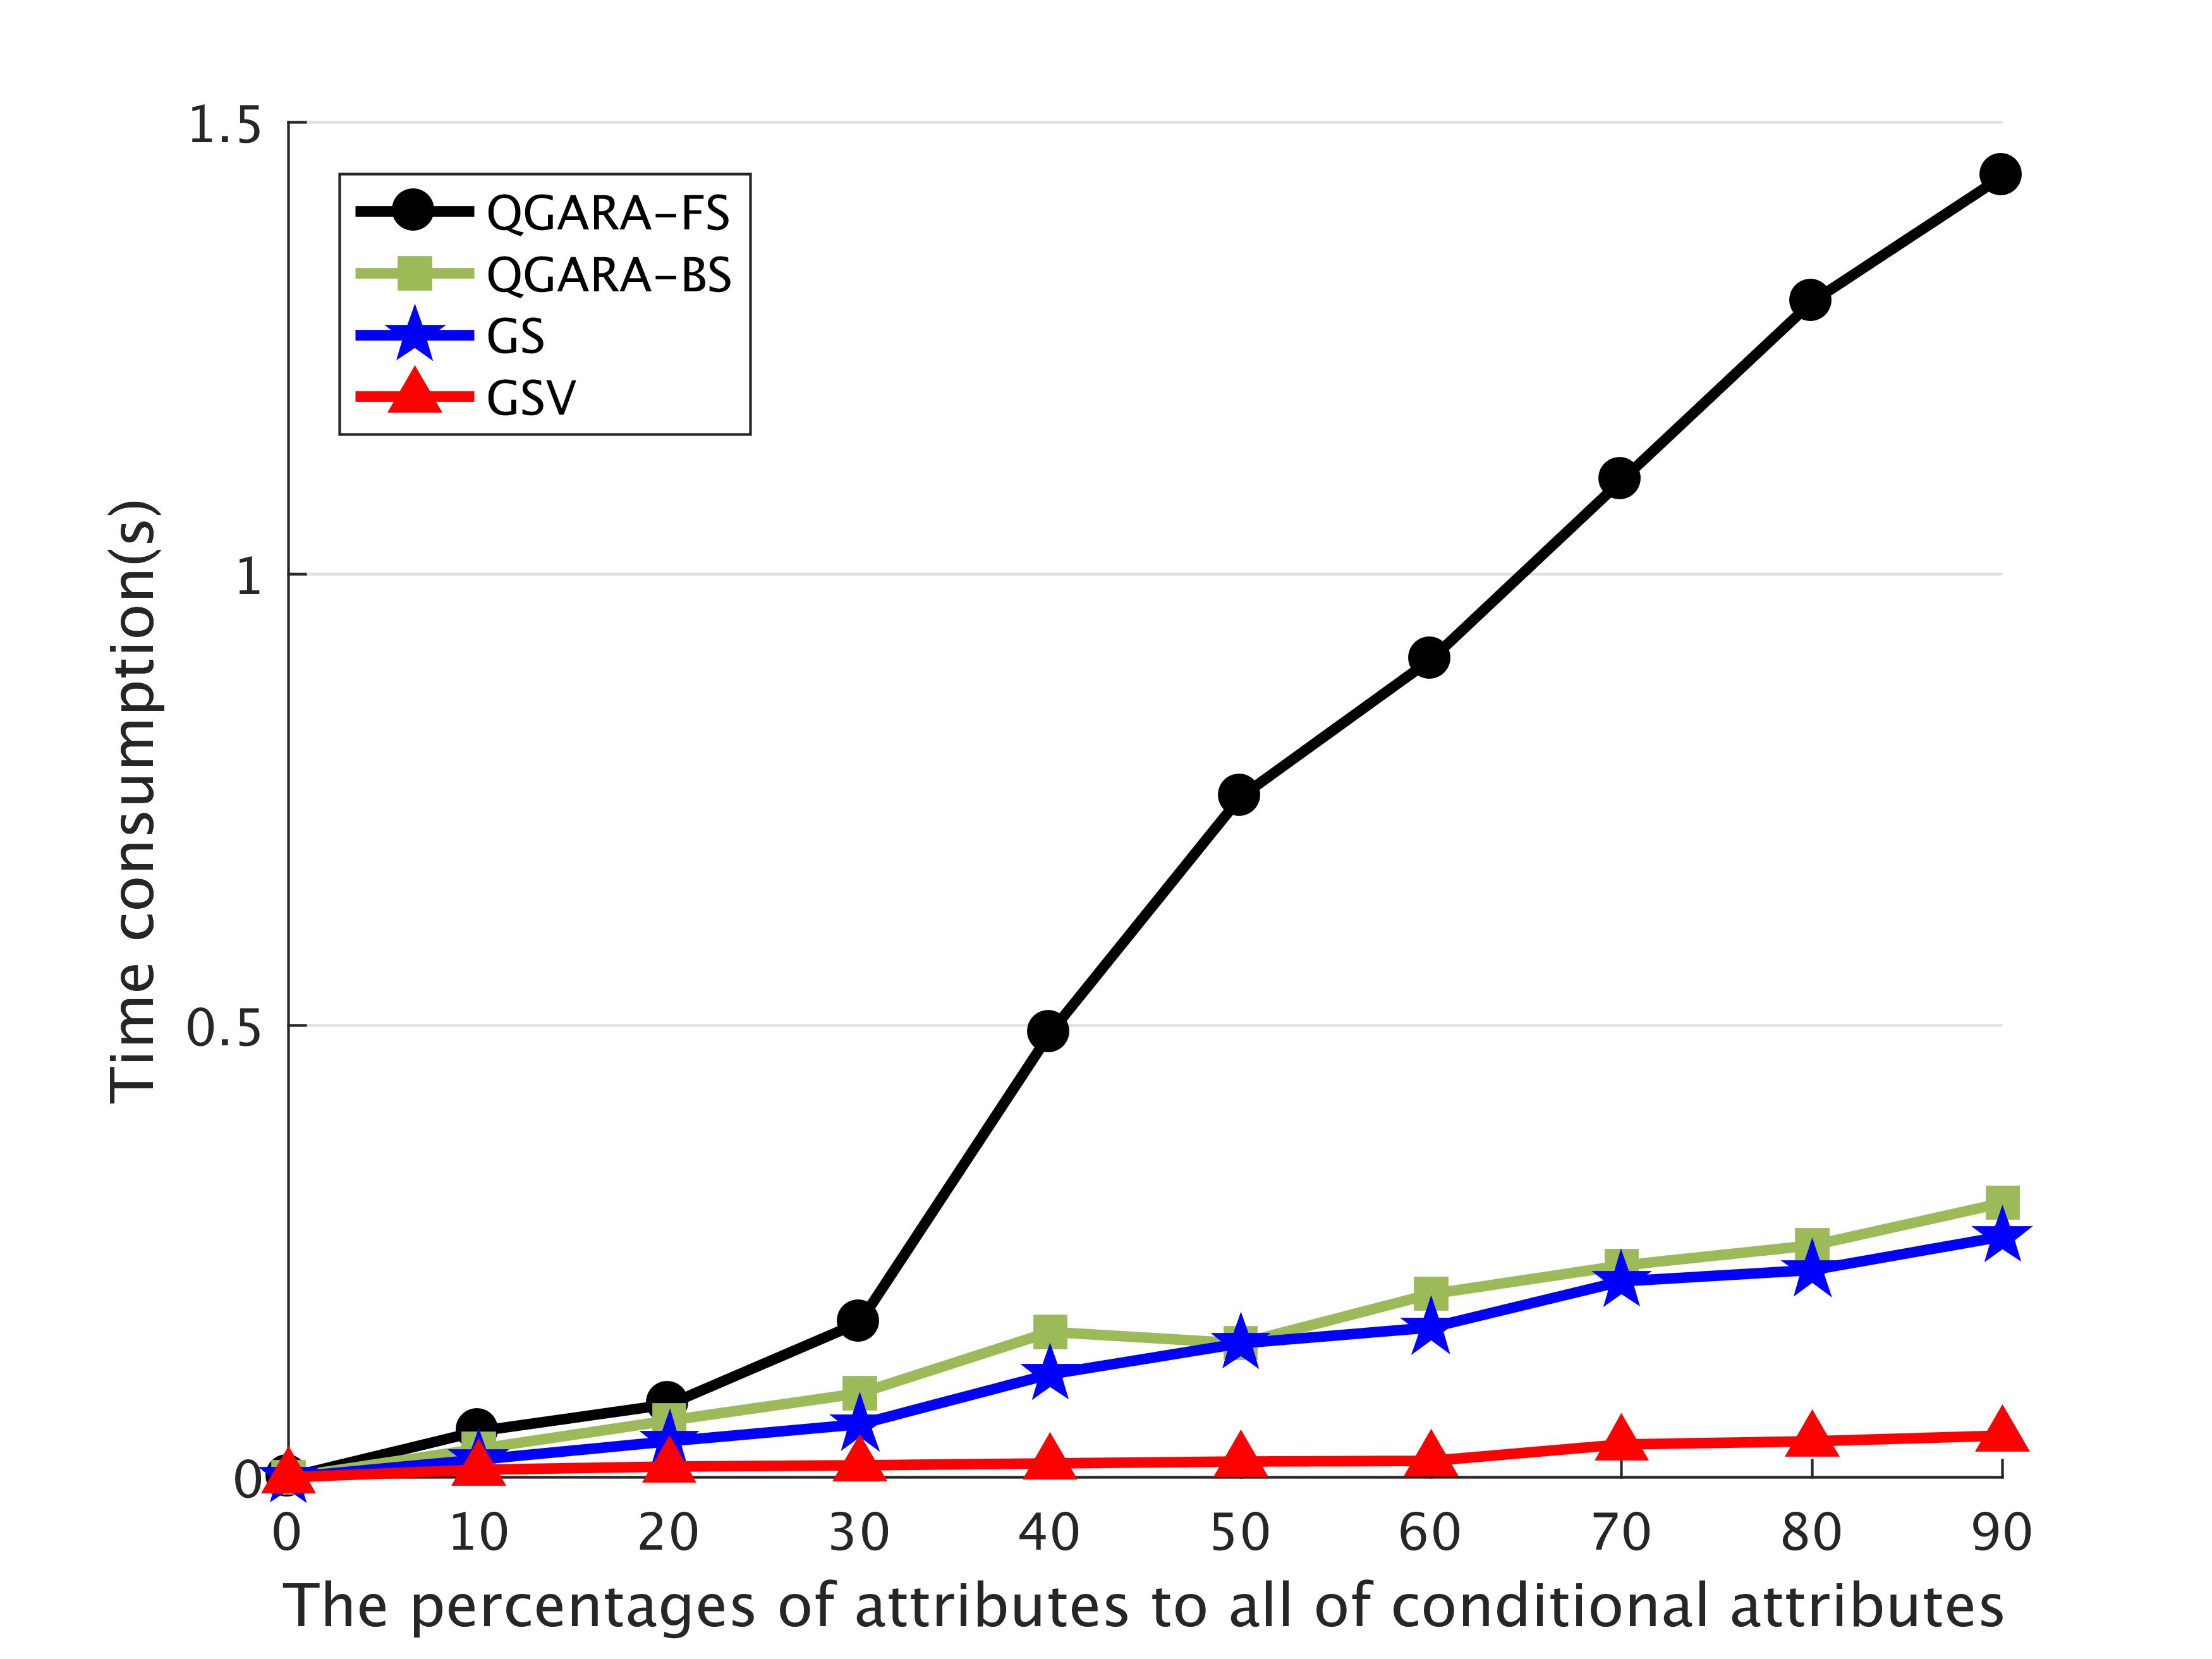 1.5
QGARA-FS
QGARA-BS
GS
GSV
1
0.5
0
Time consumption(s)
0 10 20 30 40 50 60 70 80 90
The percentages of attributes to all of conditional attributes